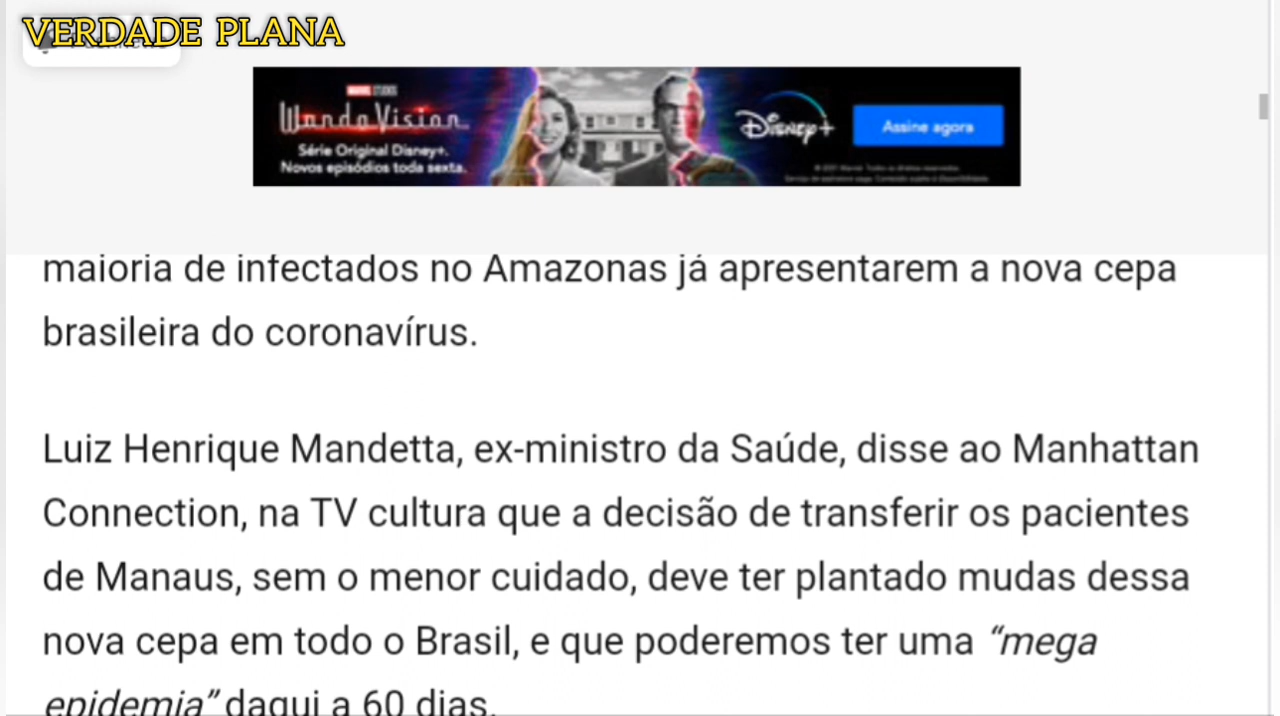 VERDADE PLANA
MARVEL STUDIOS
WandaVision
Série Original Disney+.
Novos episódios toda sexta.
Disney+
Assine agora
maioria de infectados no Amazonas já apresentarem a nova cepa
brasileira do coronavírus.
Luiz Henrique Mandetta, ex-ministro da Saúde, disse ao Manhattan
Connection, na TV cultura que a decisão de transferir os pacientes
de Manaus, sem o menor cuidado, deve ter plantado mudas dessa
nova cepa em todo o Brasil, e que poderemos ter uma “mega
epidemia” daqui a 60 dias.